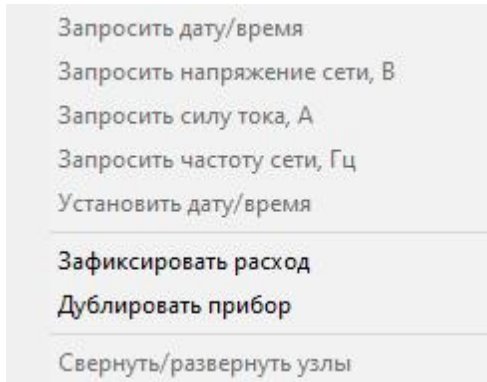 Запросить дату/время
Запросить напряжение сети, В
Запросить силу тока, А
Запросить частоту сети, Гц
Установить дату/время
Зафиксировать расход
Дублировать прибор
Свернуть/развернуть узлы